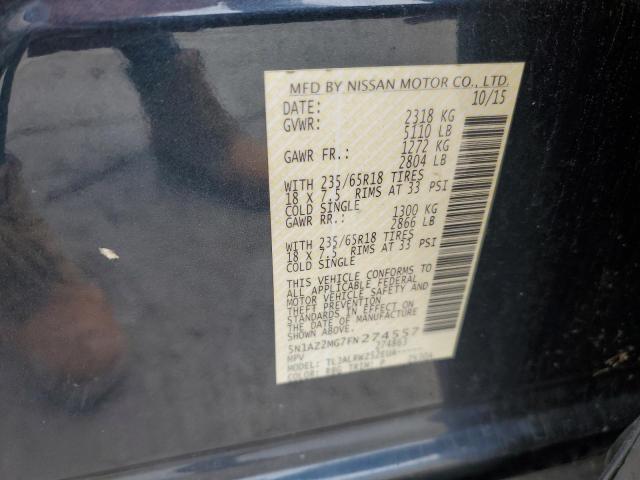 MFD BY NISSAN MOTOR CO., LTD.
DATE: 10/15
GVWR: 2318 KG
5110 LB
GAWR FR.: 1272 KG
2804 LB
WITH 235/65R18 TIRES
18 X 7.5 RIMS AT 33 PSI
COLD SINGLE
GAWR RR.: 1300 KG
2866 LB
WITH 235/65R18 TIRES
18 X 7.5 RIMS AT 33 PSI
COLD SINGLE
THIS VEHICLE CONFORMS TO
ALL APPLICABLE FEDERAL
MOTOR VEHICLE SAFETY AND
THEFT PREVENTION
STANDARDS IN EFFECT ON
THE DATE OF MANUFACTURE
SHOWN ABOVE.
5N1AZ2MG7FN274557
MPV 274863
MODEL:
COLOR: RBG TRIM: P